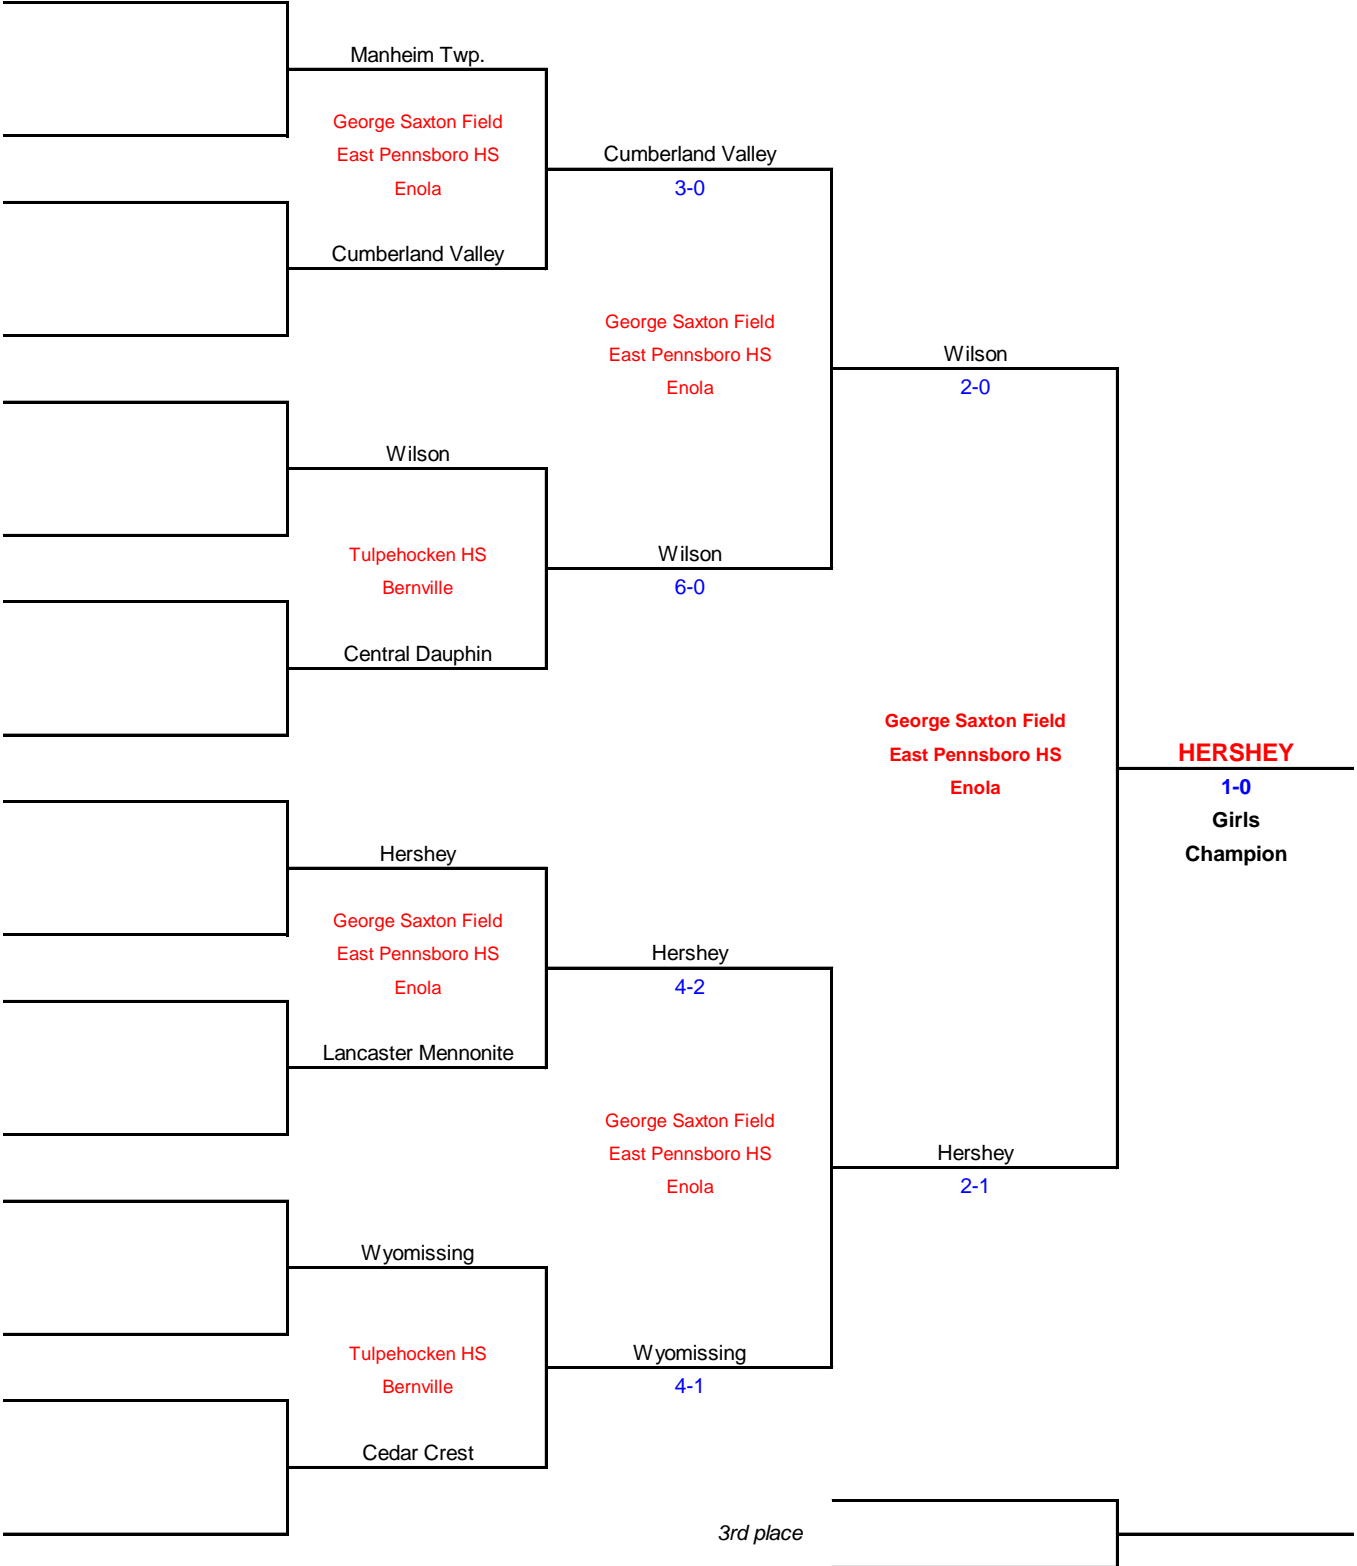 Manheim Twp.
George Saxton Field
East Pennsboro HS
Enola
Cumberland Valley
3-0
Cumberland Valley
George Saxton Field
East Pennsboro HS
Enola
Wilson
2-0
Wilson
Tulpehocken HS
Bernville
Wilson
6-0
Central Dauphin
George Saxton Field
East Pennsboro HS
Enola
HERSHEY
1-0
Girls
Champion
Hershey
George Saxton Field
East Pennsboro HS
Enola
Hershey
4-2
Lancaster Mennonite
George Saxton Field
East Pennsboro HS
Enola
Hershey
2-1
Wyomissing
Tulpehocken HS
Bernville
Wyomissing
4-1
Cedar Crest
3rd place